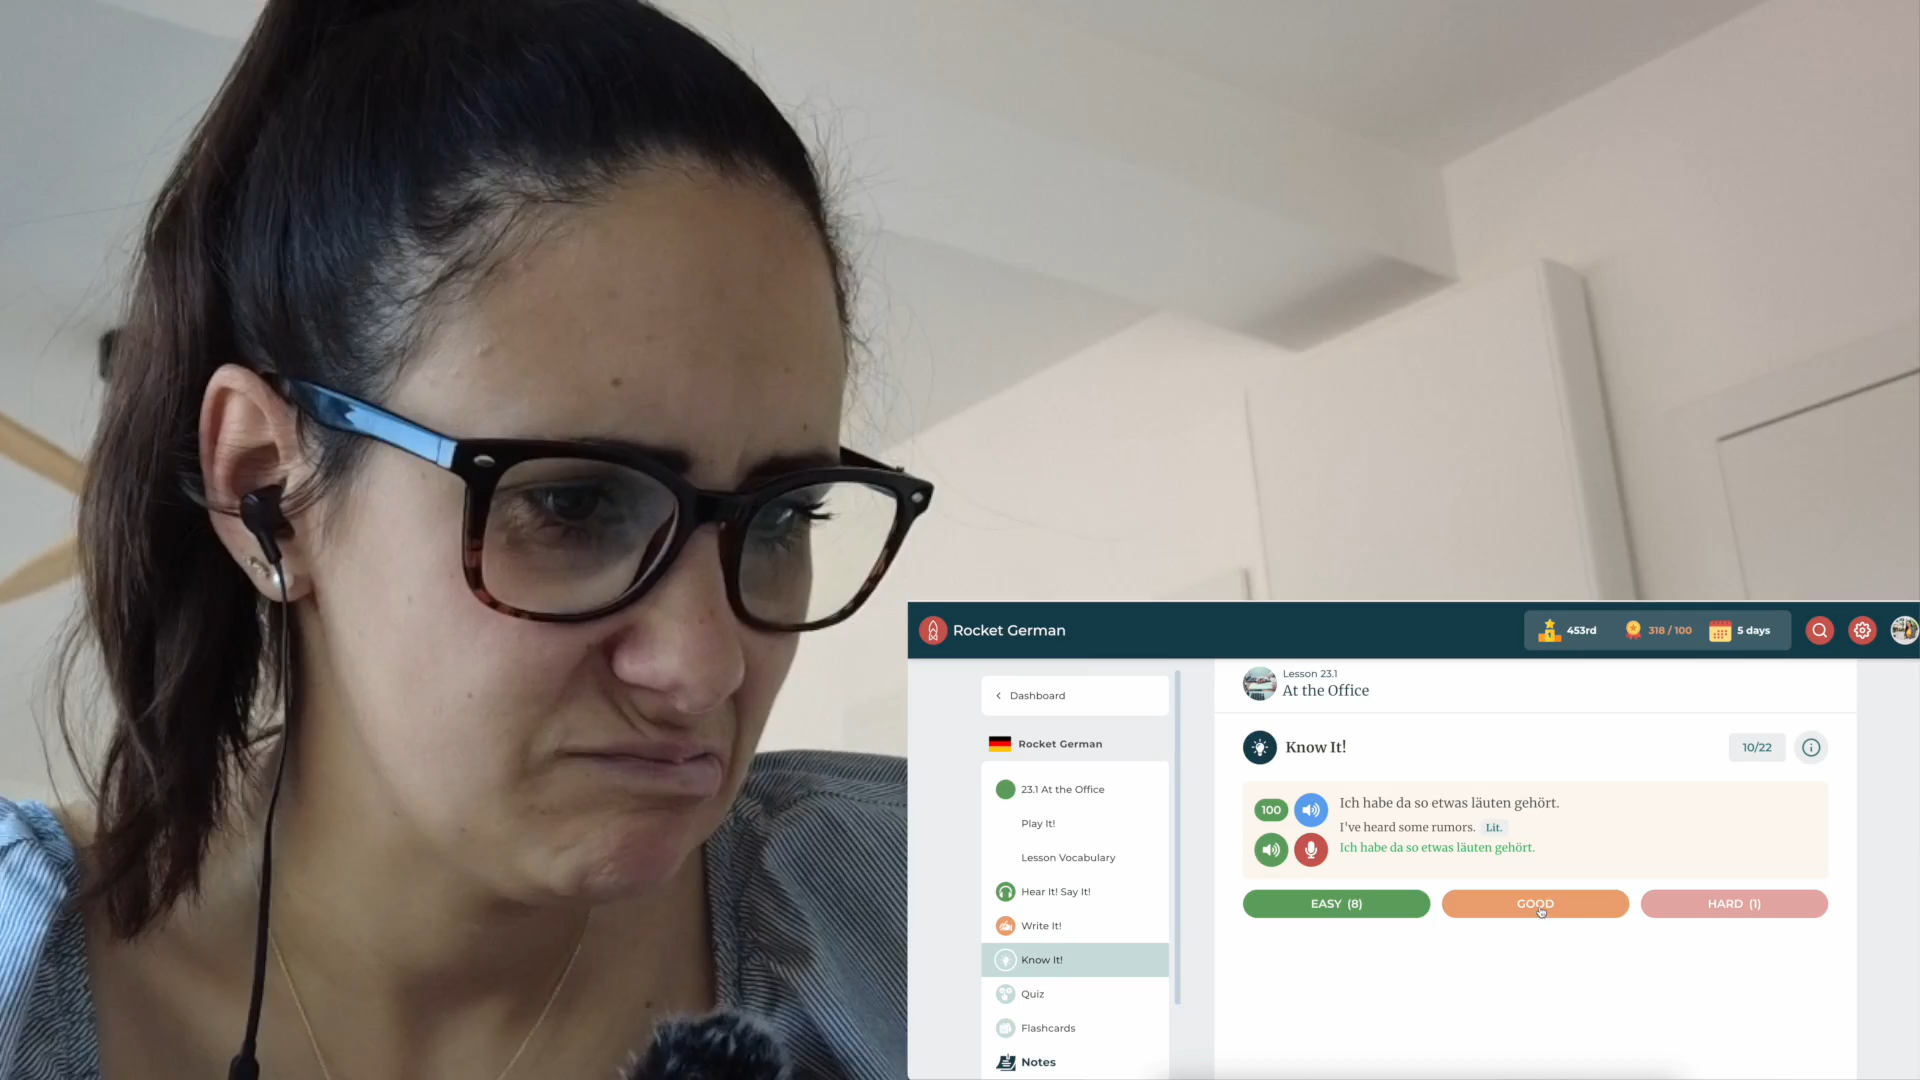 Rocket German
453rd
318 / 100
5 days
Dashboard
Rocket German
23.1 At the Office
Play It!
Lesson Vocabulary
Hear It! Say It!
Write It!
Know It!
Quiz
Flashcards
Notes
Lesson 23.1
At the Office
Know It!
10/22
100
Ich habe da so etwas läuten gehört.
I've heard some rumors. Lit.
Ich habe da so etwas läuten gehört.
EASY (8)
GOOD
HARD (1)